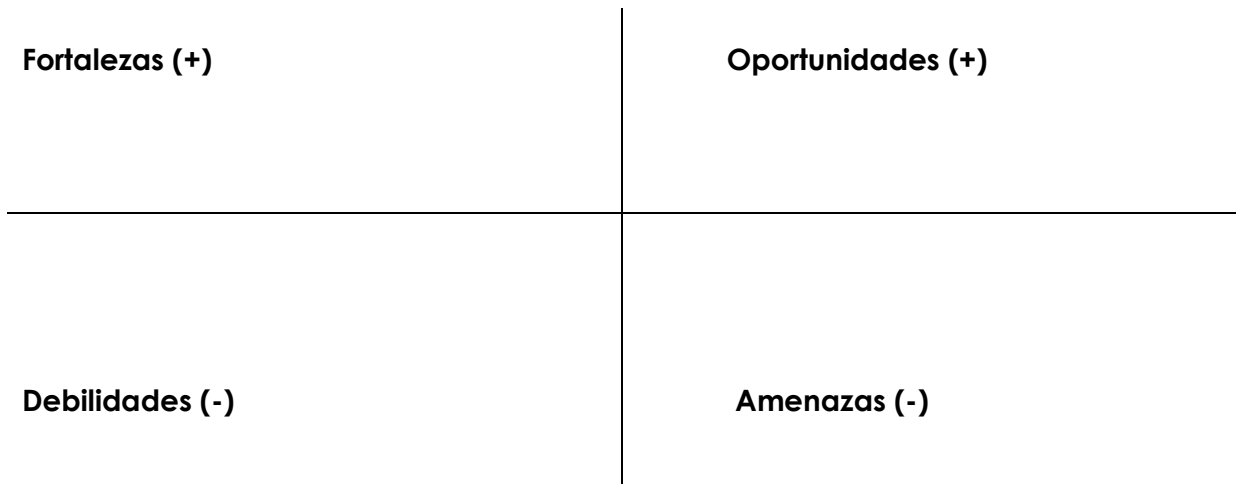 Fortalezas (+)
Oportunidades (+)
Debilidades (-)
Amenazas (-)